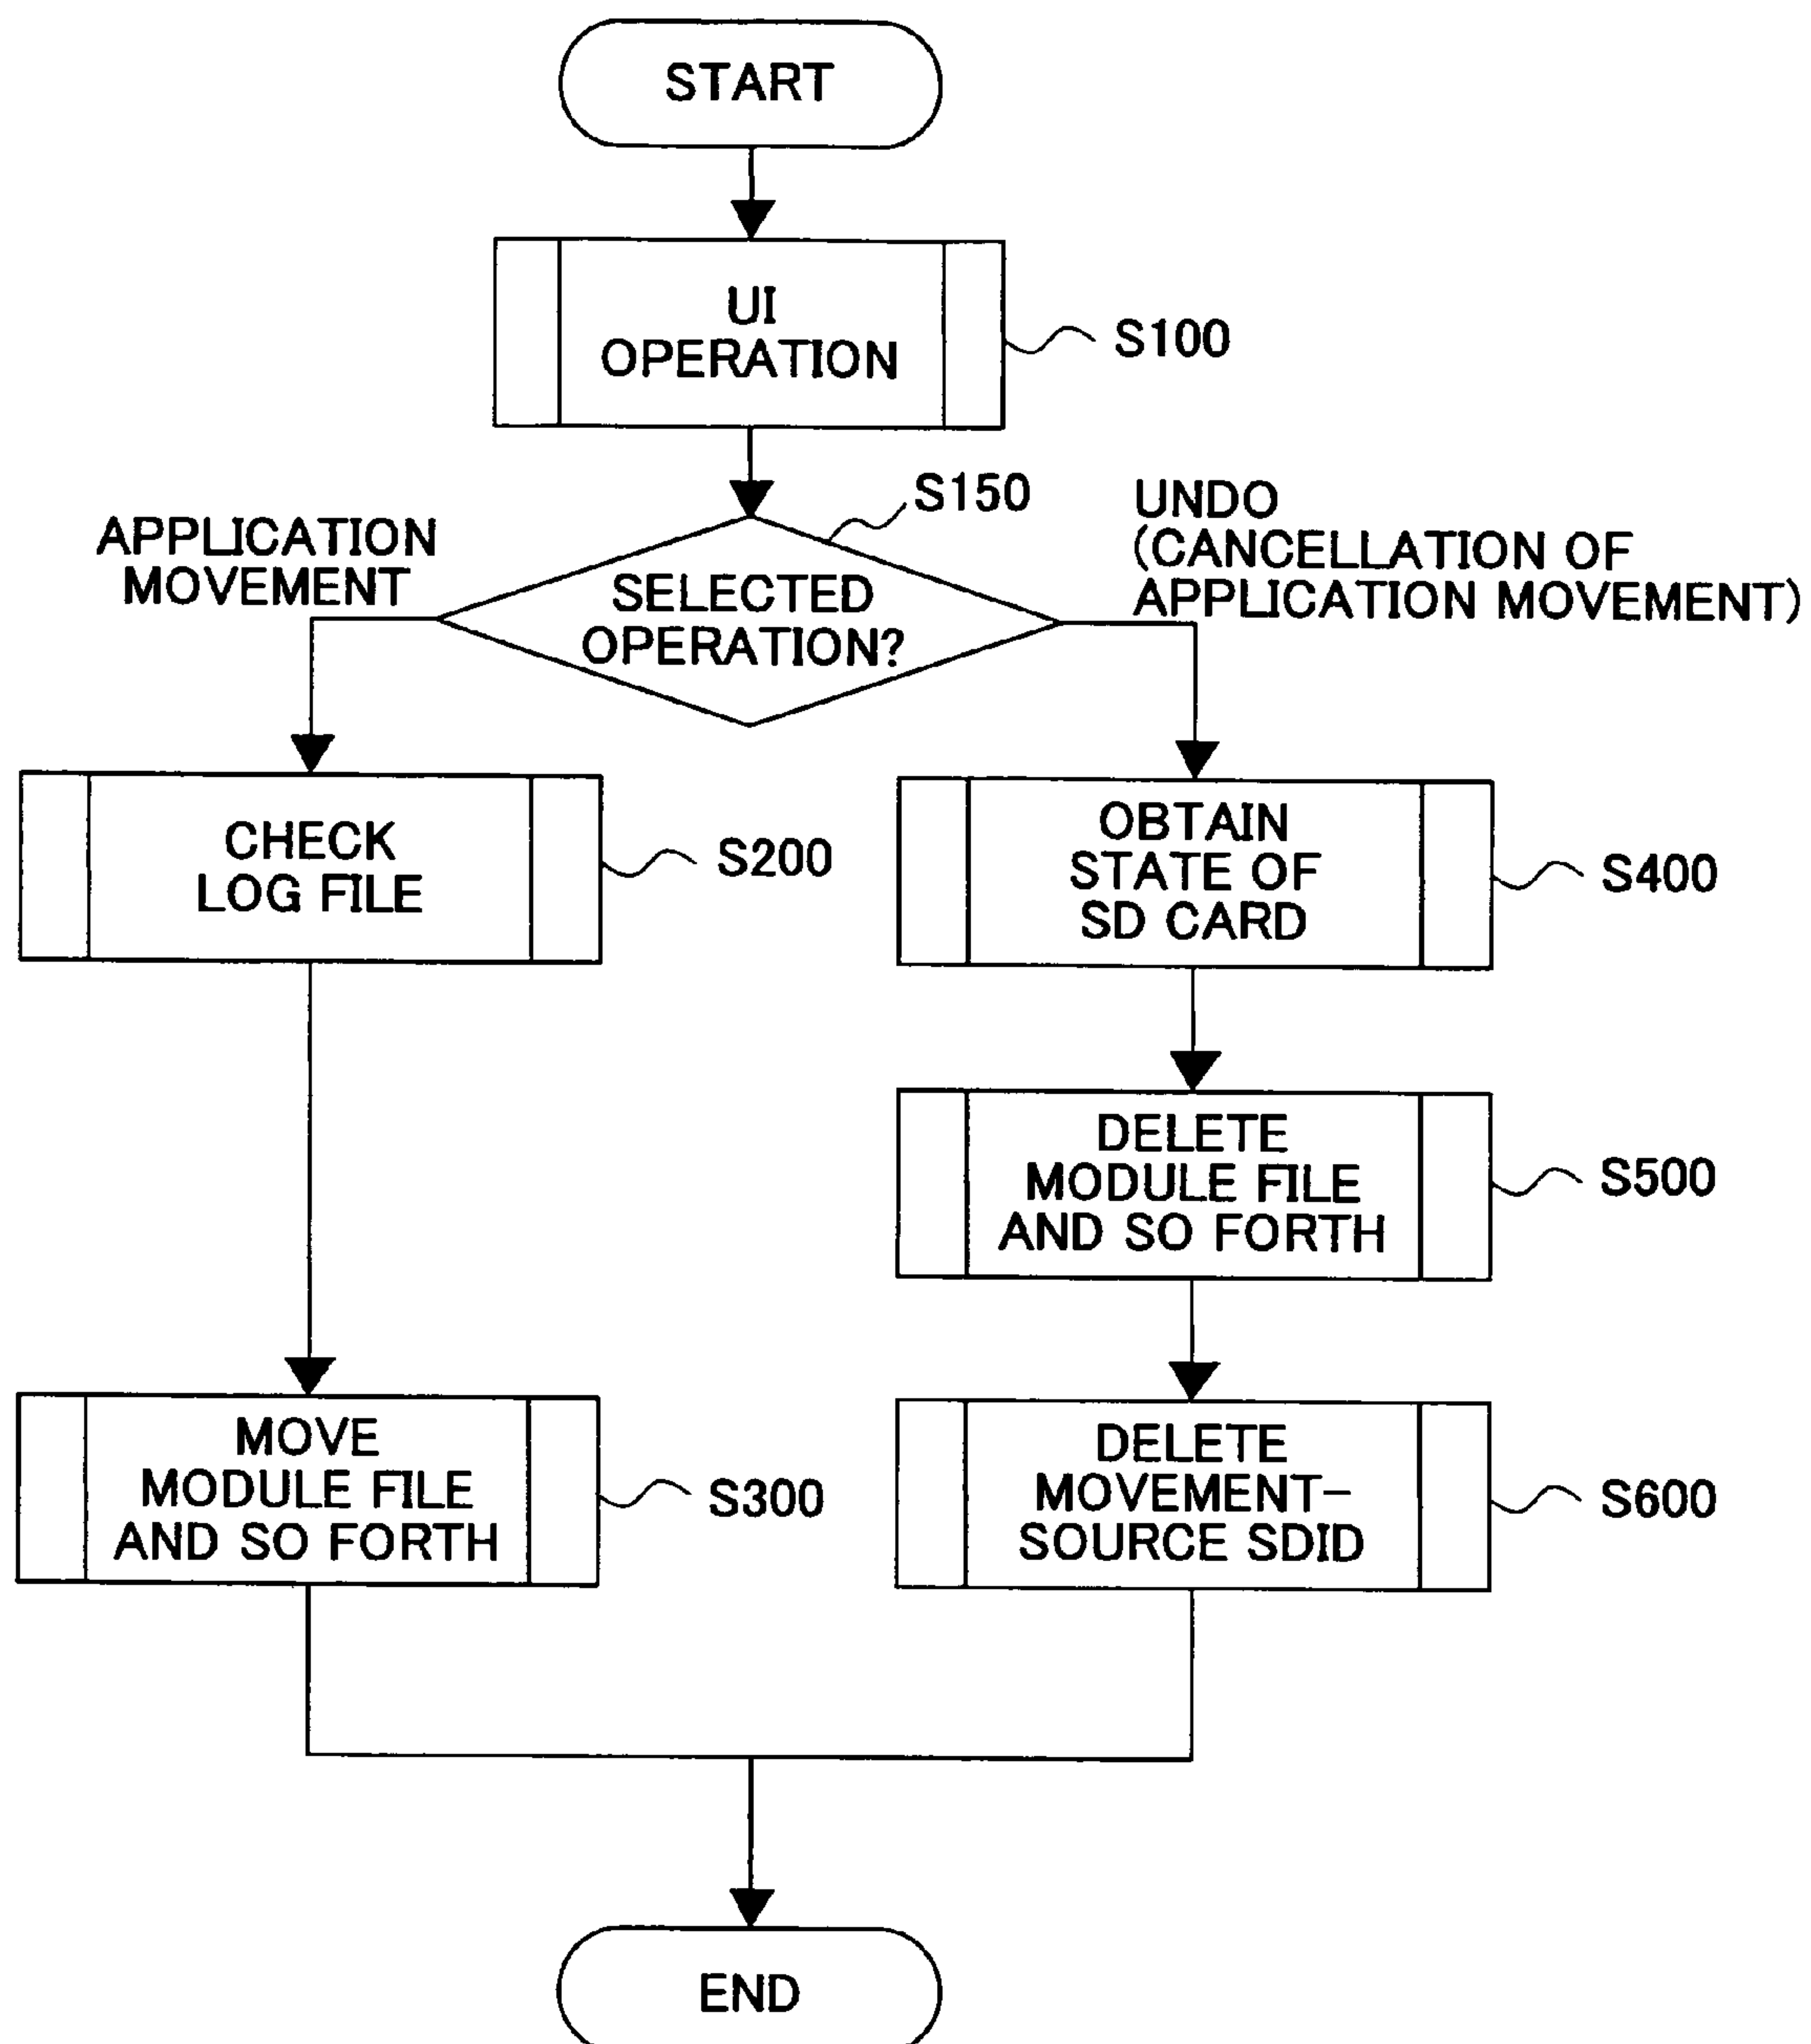 START
UI
OPERATION
S100
S150
APPLICATION
MOVEMENT
SELECTED
OPERATION?
UNDO
(CANCELLATION OF
APPLICATION MOVEMENT)
CHECK
LOG FILE
S200
OBTAIN
STATE OF
SD CARD
S400
DELETE
MODULE FILE
AND SO FORTH
S500
MOVE
MODULE FILE
AND SO FORTH
S300
DELETE
MOVEMENT-
SOURCE SDID
S600
END